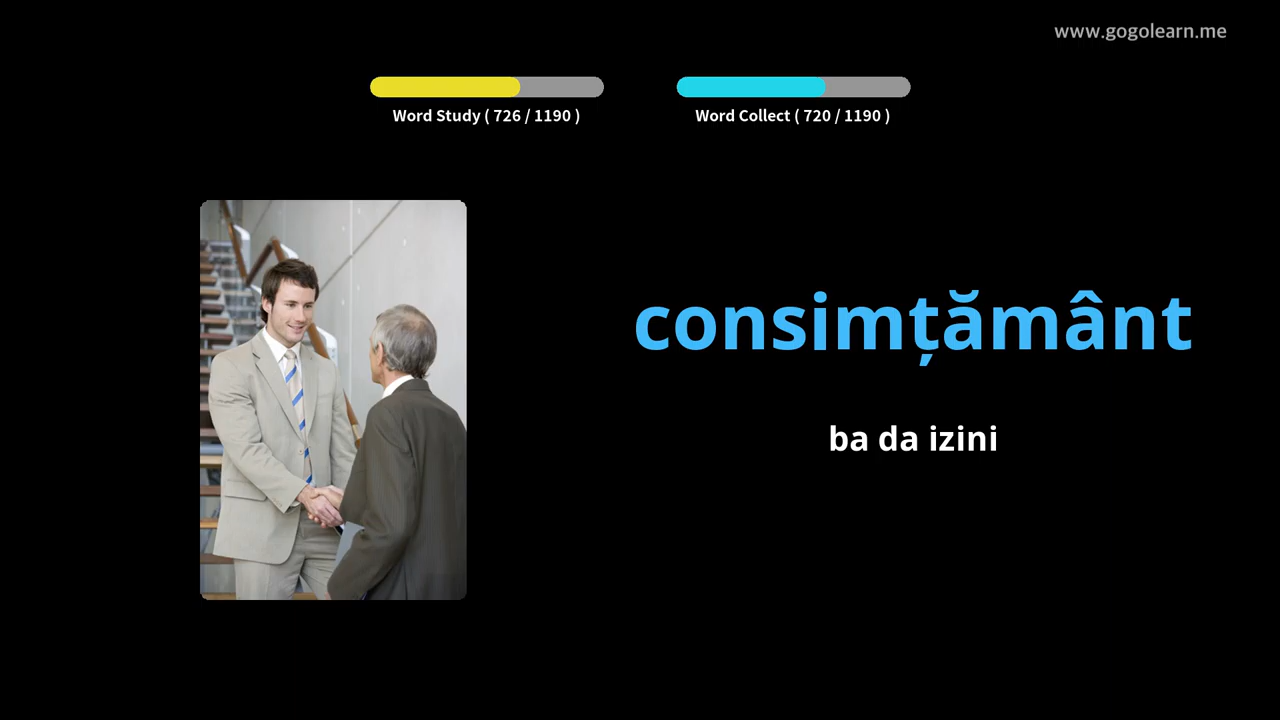 www.gogolearn.me
Word Study ( 726 / 1190 )
Word Collect ( 720 / 1190 )
consimțământ
ba da izini